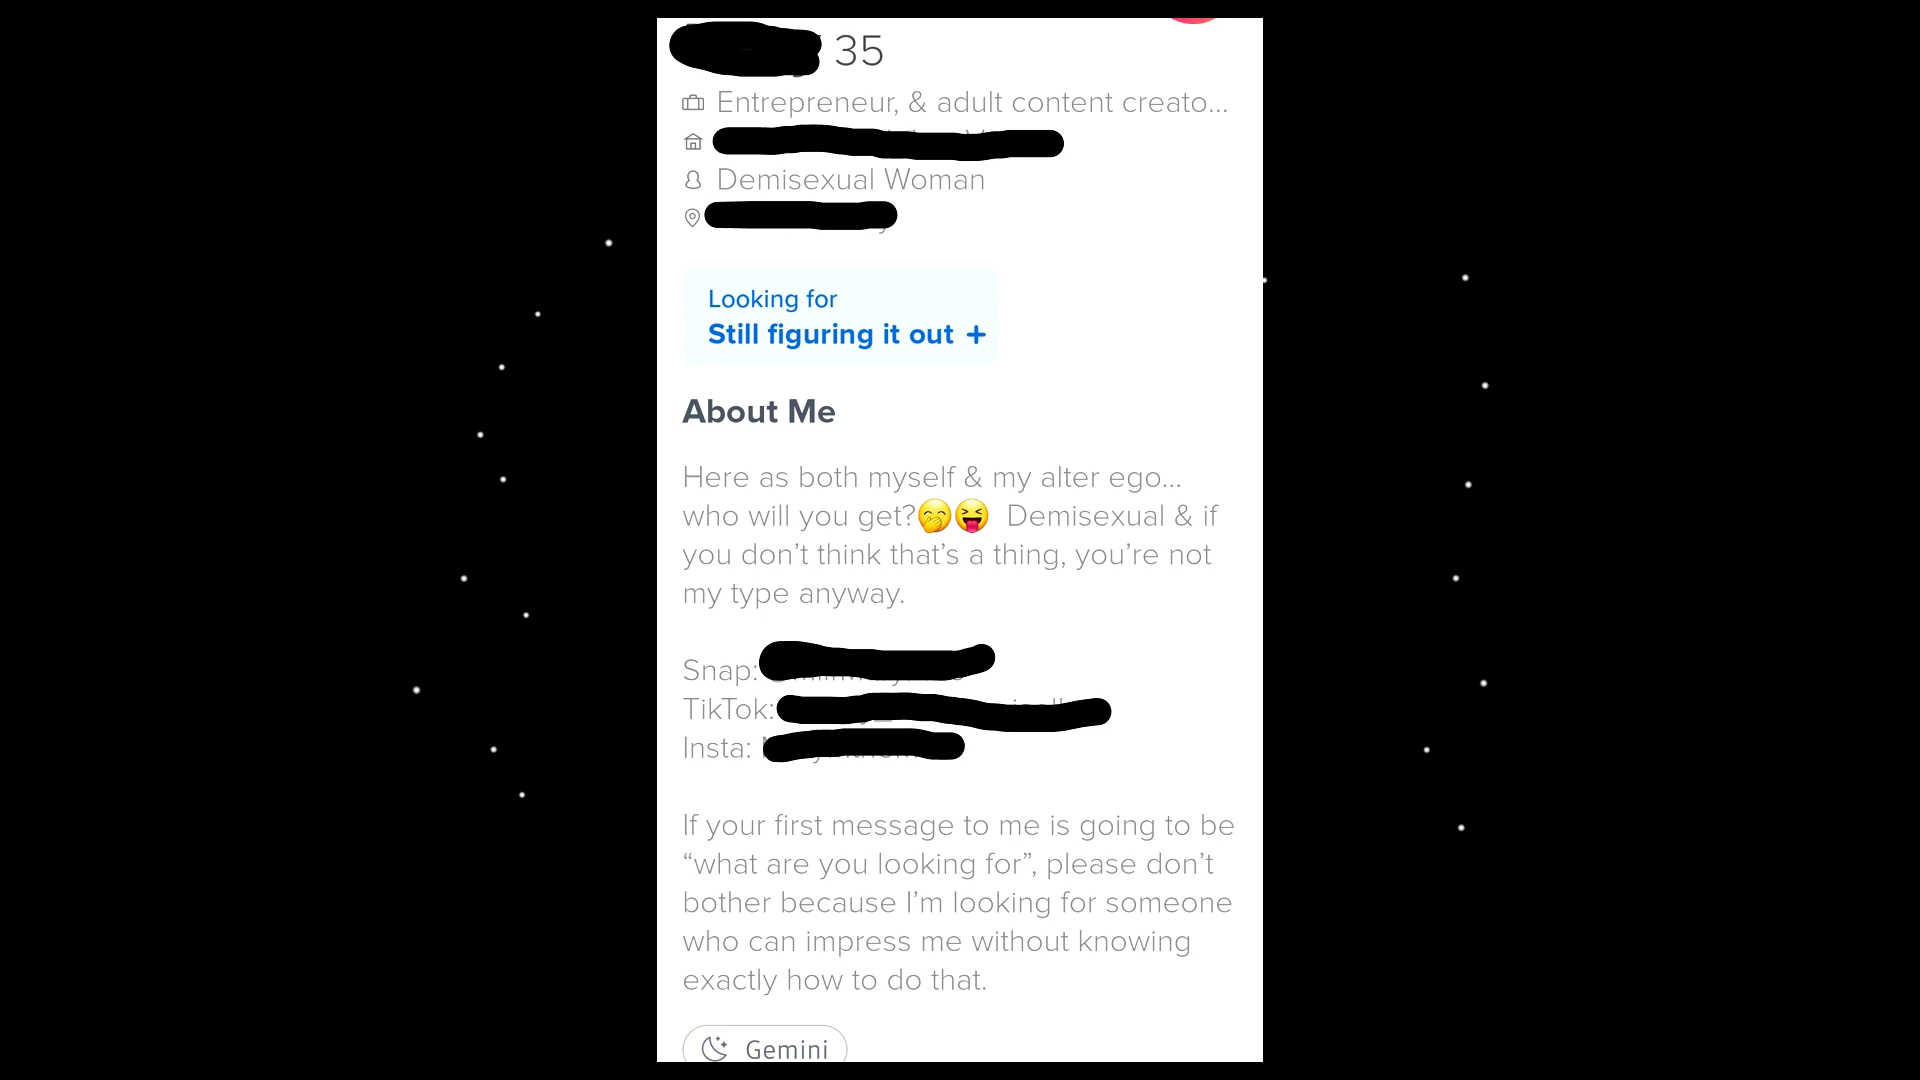 35
Entrepreneur, & adult content creato...
Demisexual Woman
Looking for
Still figuring it out +
About Me
Here as both myself & my alter ego...
who will you get?🤭😝 Demisexual & if
you don’t think that’s a thing, you’re not
my type anyway.
Snap:
TikTok:
Insta:
If your first message to me is going to be
“what are you looking for”, please don’t
bother because I’m looking for someone
who can impress me without knowing
exactly how to do that.
Gemini